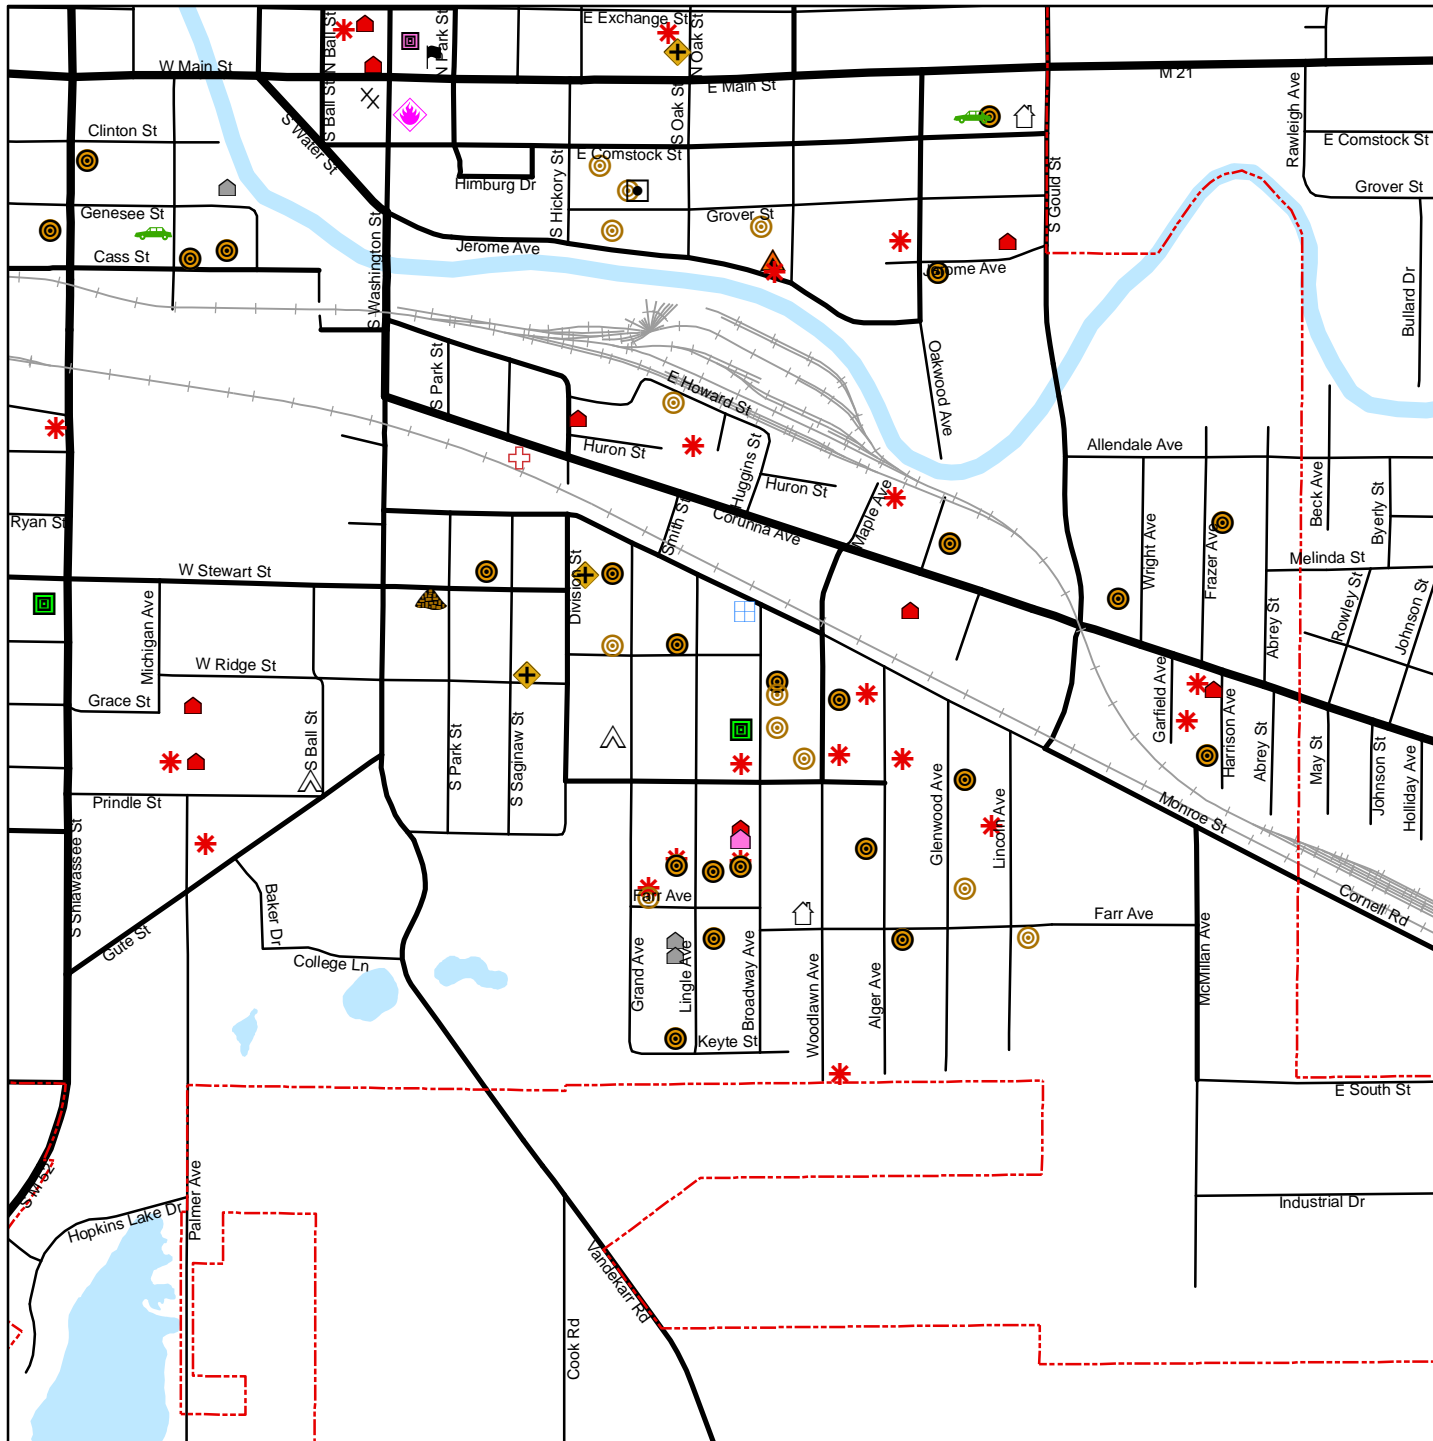 E Exchange St
N Ball St
N Park St
N Oak St
W Main St
M 21
E Main St
S Ball St
S Oak St
Rawleigh Ave
Clinton St
S Water St
E Comstock St
E Comstock St
Himburg Dr
S Hickory St
S Gould St
Grover St
Genesee St
Grover St
Jerome Ave
Cass St
S Washington St
Jerome Ave
Bullard Dr
S Park St
E Howard St
Oakwood Ave
Huron St
Huggins St
Allendale Ave
Huron St
Maple Ave
Beck Ave
Byerly St
Ryan St
Smith St
Corunna Ave
Wright Ave
Frazer Ave
Melinda St
W Stewart St
Division St
Michigan Ave
Abrey St
Rowley St
Johnson St
W Ridge St
Grace St
S Ball St
S Park St
S Saginaw St
Garfield Ave
Harrison Ave
Abrey St
May St
Johnson St
Holliday Ave
Prindle St
Glenwood Ave
Lincoln Ave
Monroe St
S Shiawassee St
Farr Ave
Farr Ave
Cornell Rd
Baker Dr
Gute St
College Ln
Grand Ave
Lingle Ave
Broadway Ave
Woodlawn Ave
Alger Ave
McMillan Ave
Keyte St
E South St
S M 52
Palmer Ave
Hopkins Lake Dr
Industrial Dr
Vandekarr Rd
Cook Rd